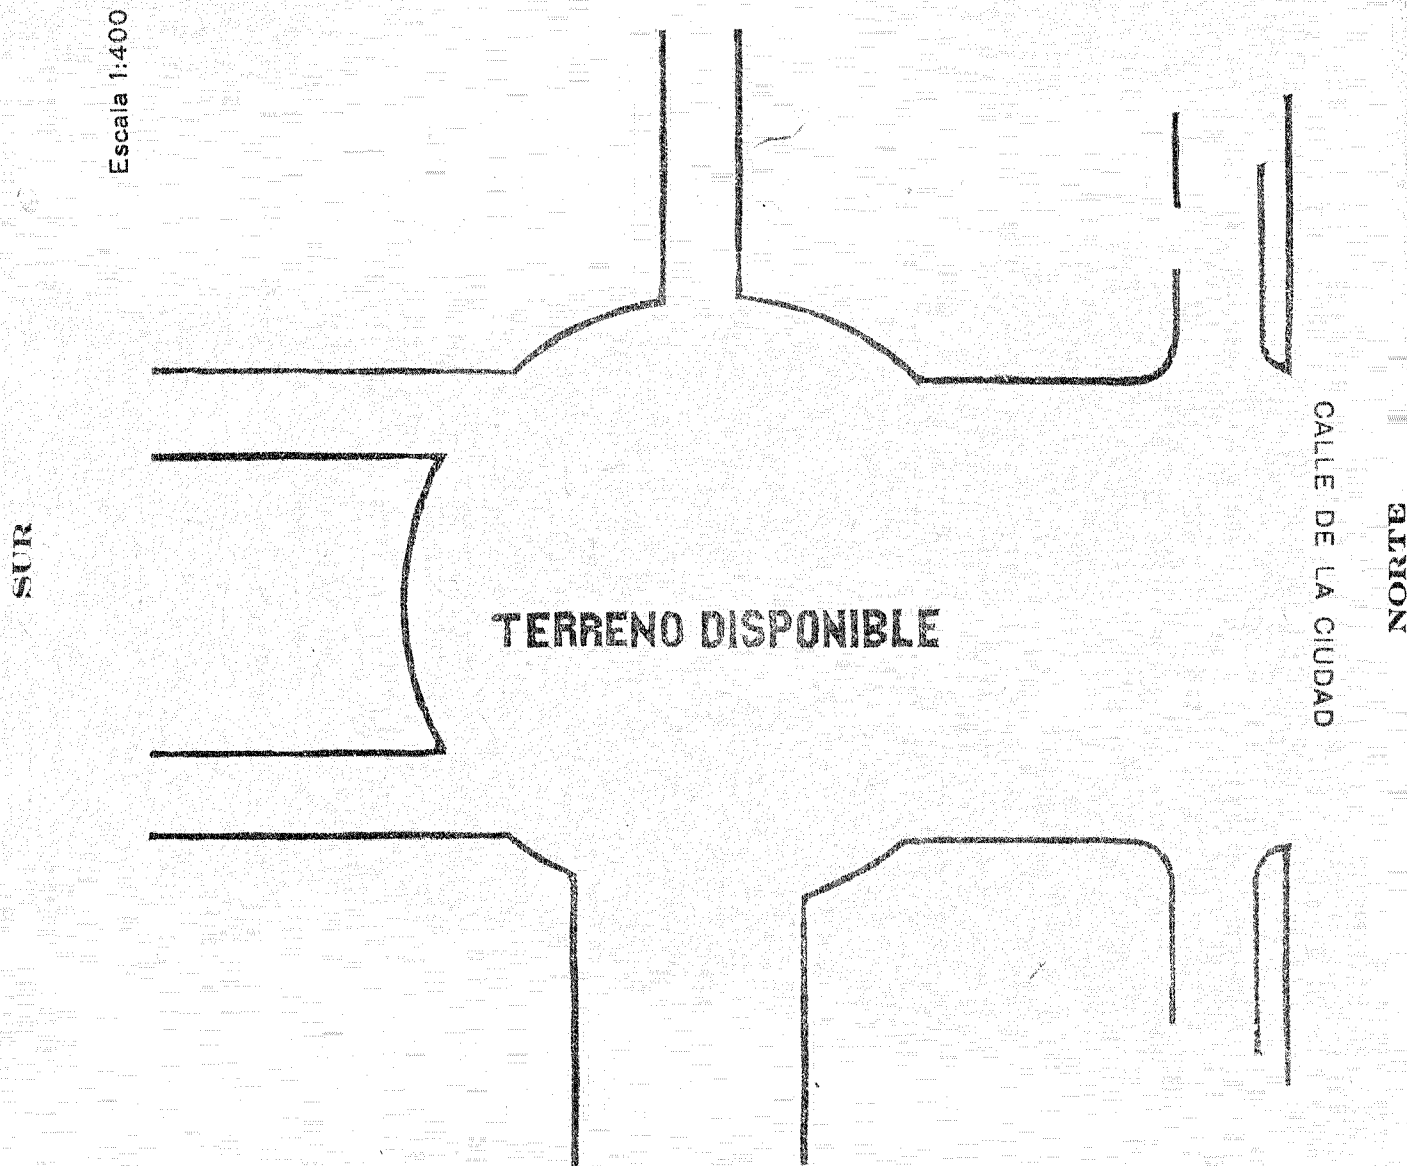 Escala 1:400
SUR
TERRENO DISPONIBLE
CALLE DE LA CIUDAD
NORTE